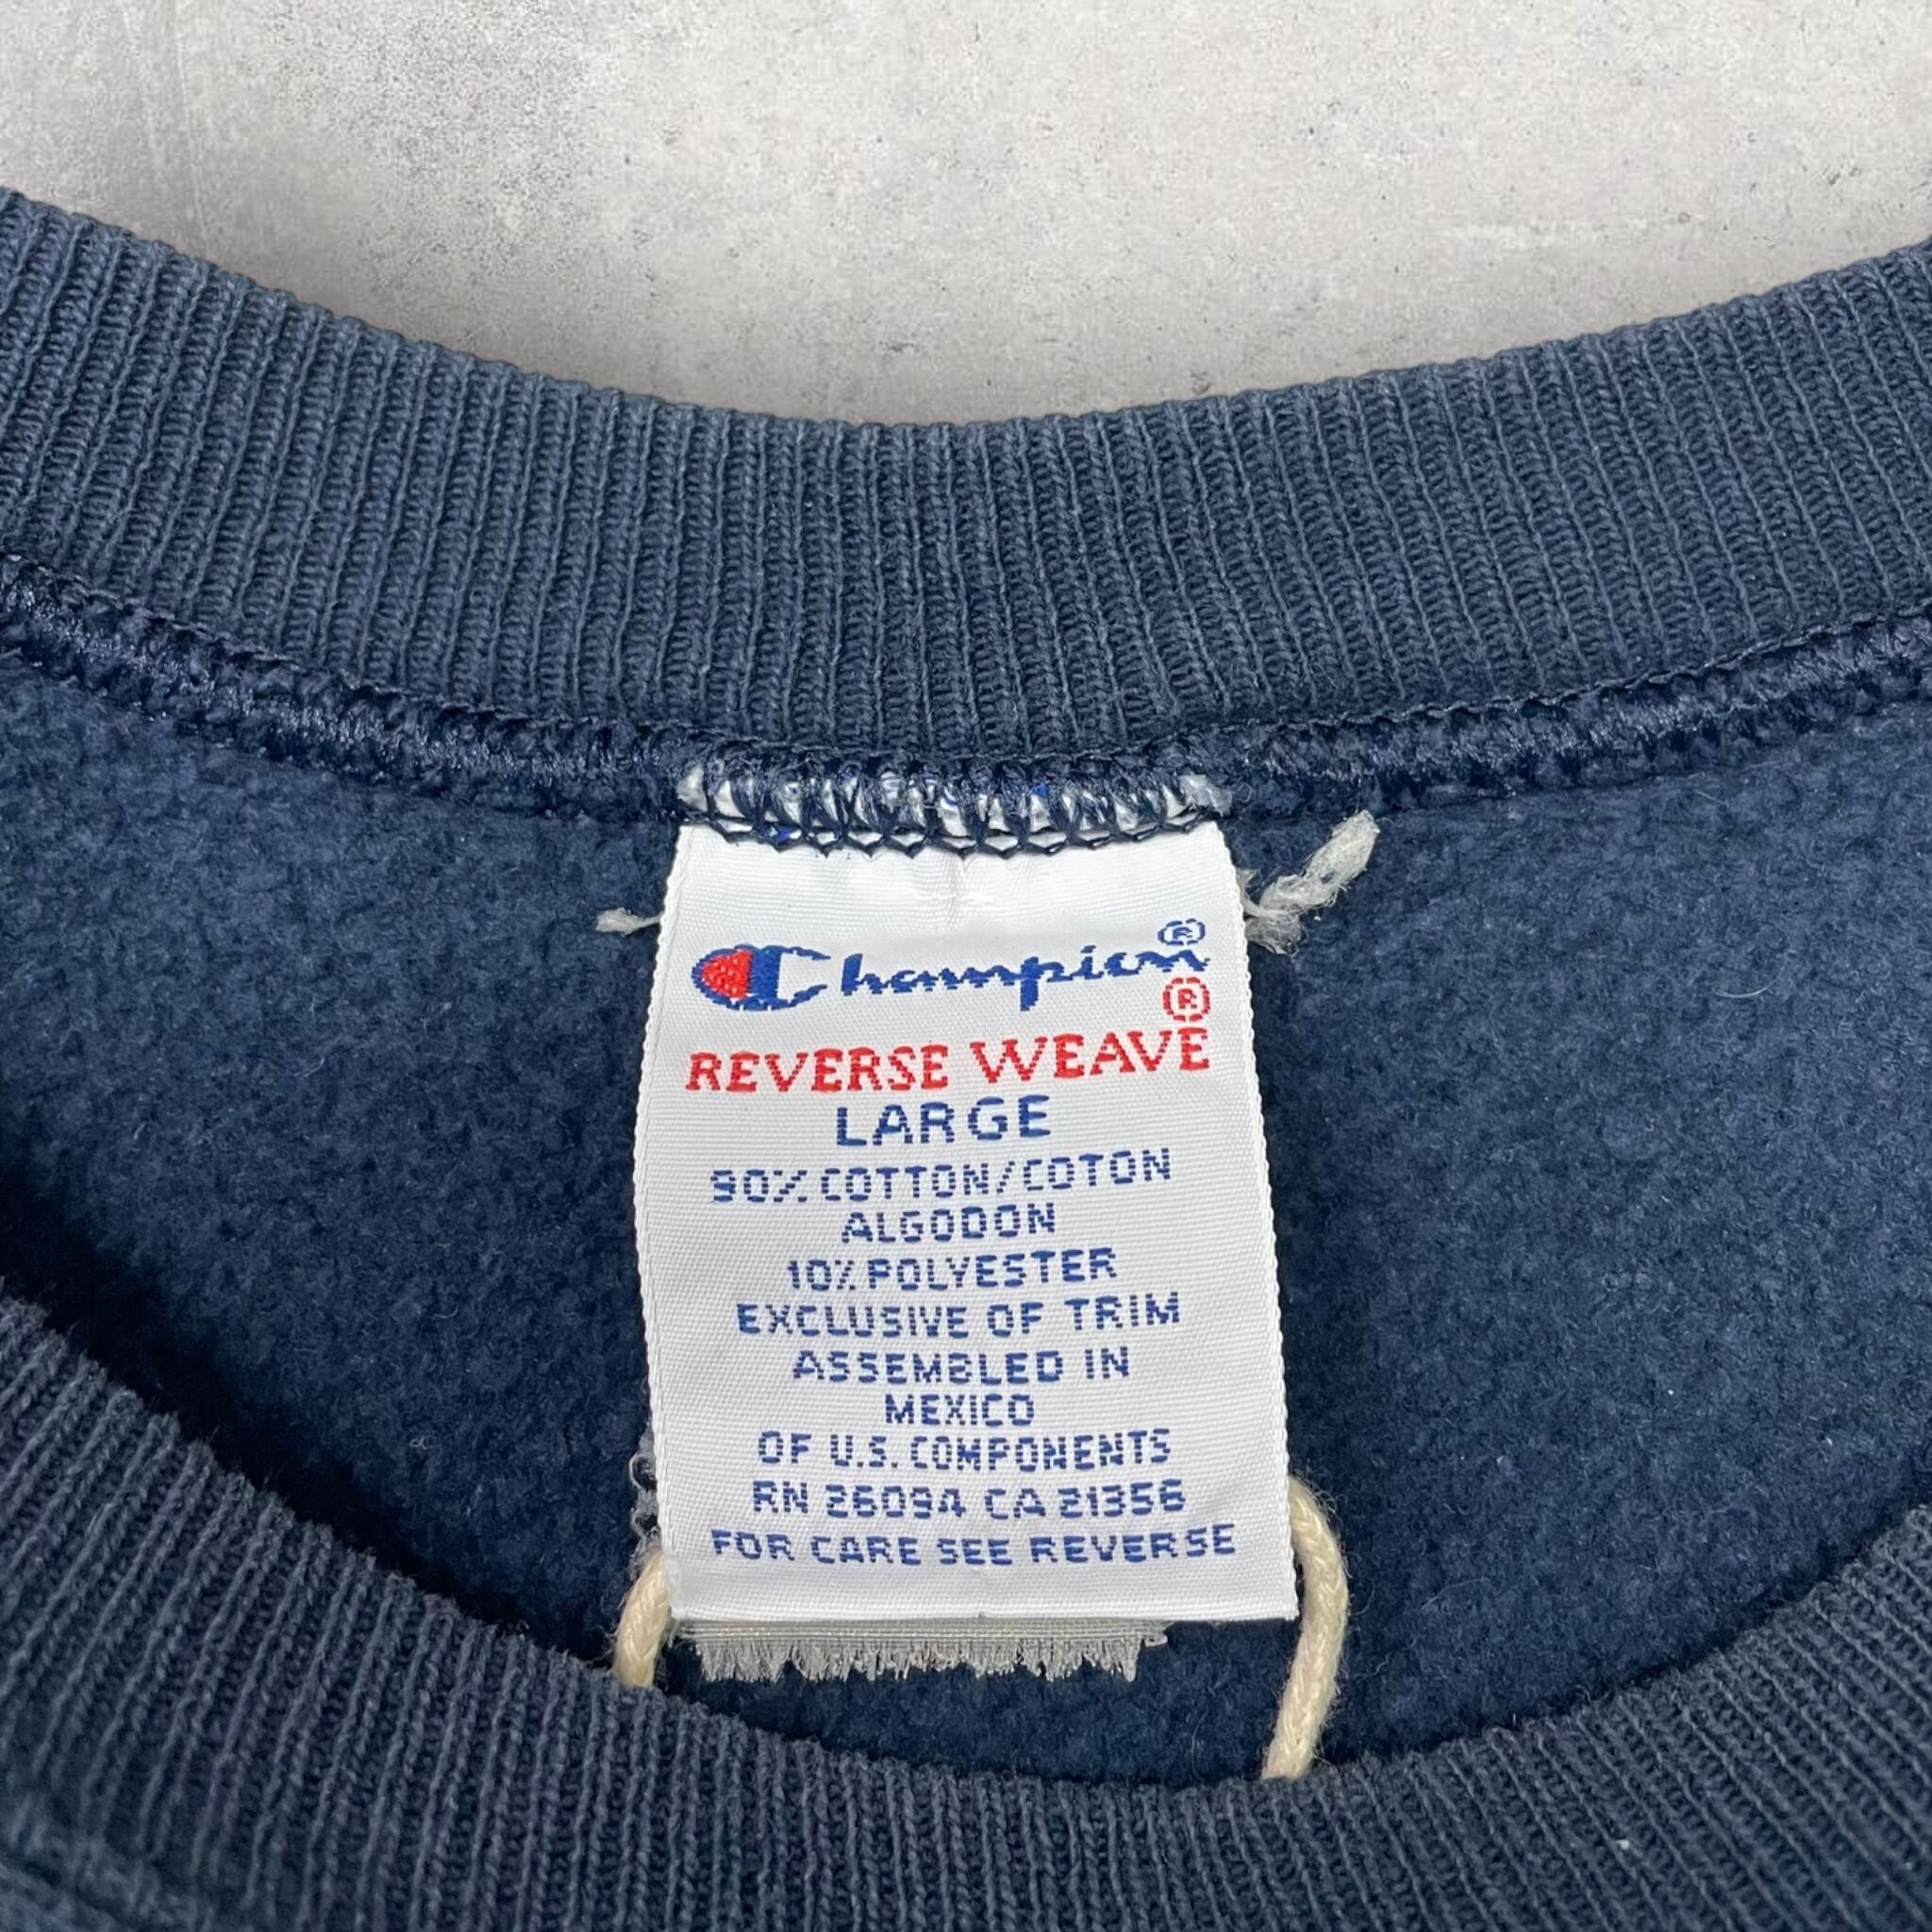 Champion®
®
REVERSE WEAVE
LARGE
90% COTTON/COTON
ALGODON
10% POLYESTER
EXCLUSIVE OF TRIM
ASSEMBLED IN
MEXICO
OF U.S. COMPONENTS
RN 26094 CA 21356
FOR CARE SEE REVERSE